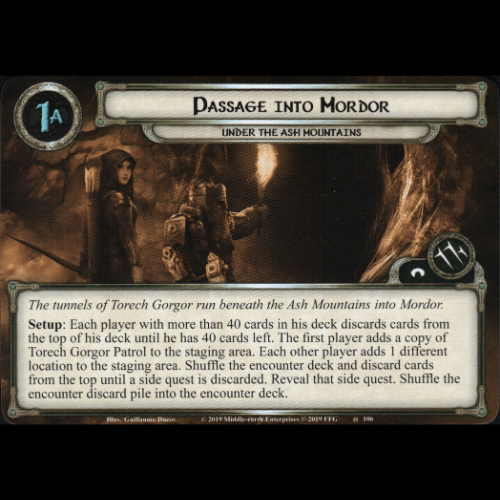 1A
PASSAGE INTO MORDOR
UNDER THE ASH MOUNTAINS
The tunnels of Torech Gorgor run beneath the Ash Mountains into Mordor.
Setup: Each player with more than 40 cards in his deck discards cards from
the top of his deck until he has 40 cards left. The first player adds a copy of
Torech Gorgor Patrol to the staging area. Each other player adds 1 different
location to the staging area. Shuffle the encounter deck and discard cards
from the top until a side quest is discarded. Reveal that side quest. Shuffle the
encounter discard pile into the encounter deck.
Illus. Guillaume Ducos © 2019 Middle-earth Enterprises © 2019 FFG 106